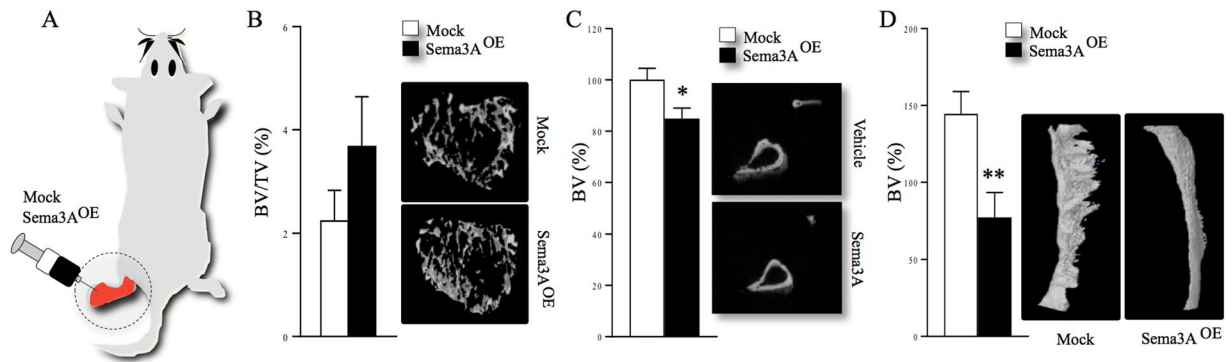 A
Mock
Sema3A^OE
B
Mock
Sema3A^OE
BV/TV (%)
6
4
2
0
Mock
Sema3A^OE
C
Mock
Sema3A^OE
BV (%)
120
100
80
60
40
20
0
*
Vehicle
Sema3A
D
Mock
Sema3A^OE
BV (%)
200
150
100
50
0
**
Mock
Sema3A^OE